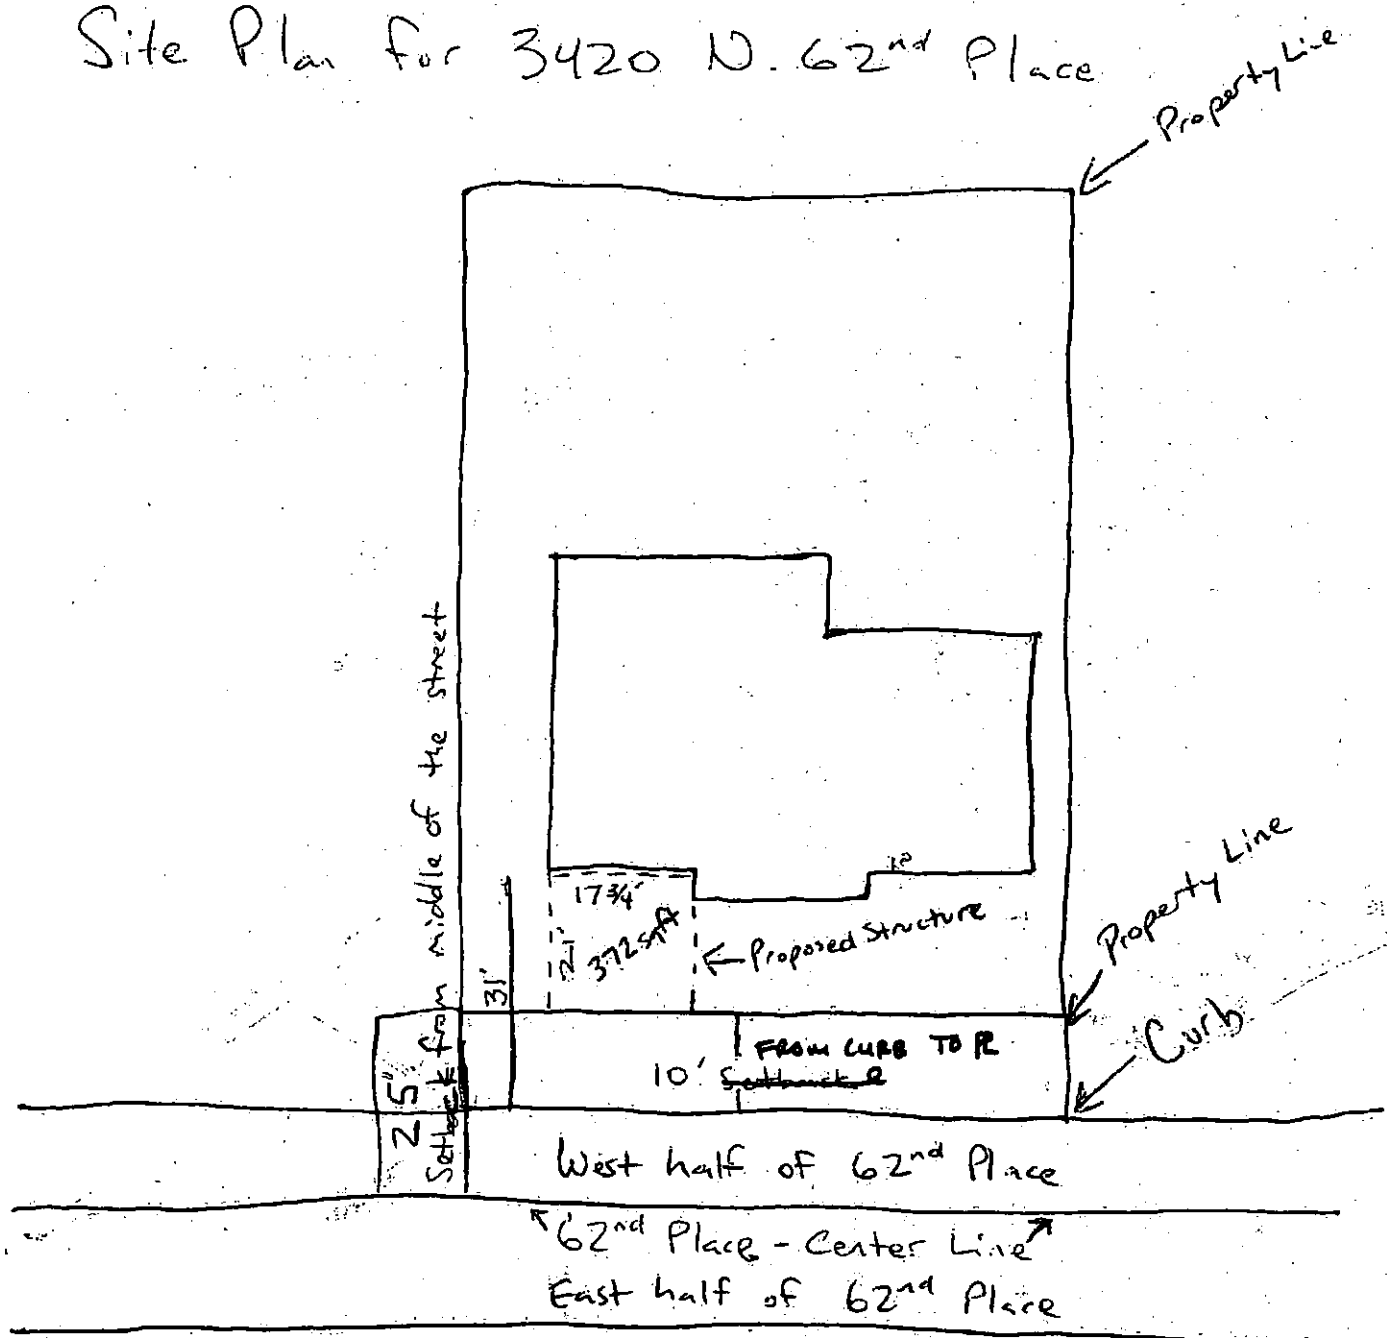 Site Plan for 3420 N. 62nd Place
Property Line
Setback from middle of the street
25'
31'
17 3/4'
21'
372 sqft
Proposed Structure
Property Line
Curb
FROM CURB TO PL
10' Setback
West half of 62nd Place
62nd Place - Center Line
East half of 62nd Place